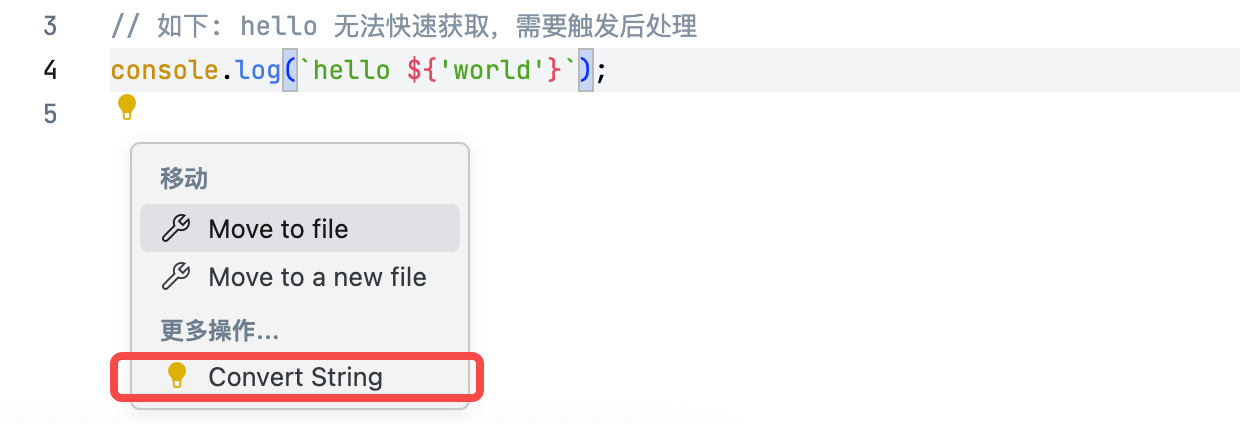 3 // 如下: hello 无法快速获取，需要触发后处理
4 console.log(`hello ${'world'}`);
5
移动
Move to file
Move to a new file
更多操作...
Convert String